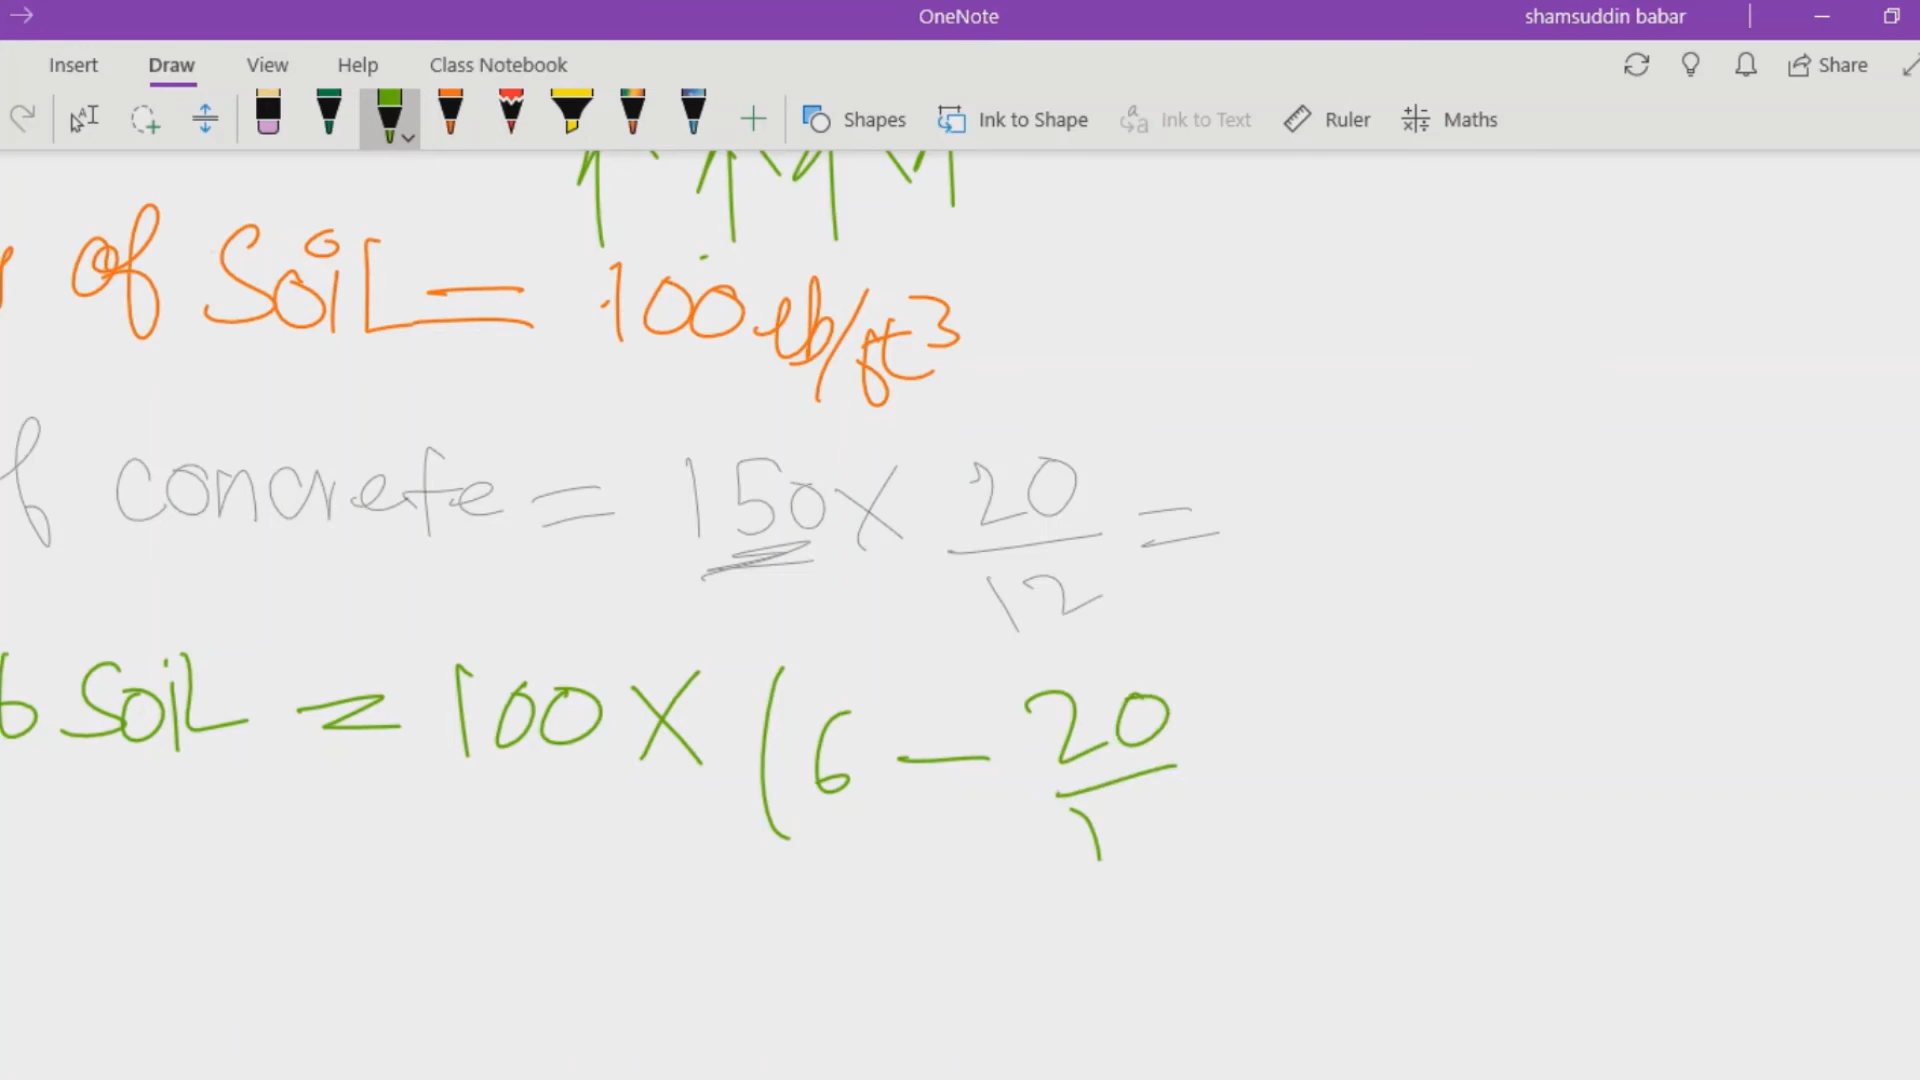 OneNote
shamsuddin babar
Insert Draw View Help Class Notebook
Share
Shapes Ink to Shape Ink to Text Ruler Maths
of SoiL = 100 lb/ft³
concrete = 150 X 20/12 =
SoiL = 100 X (6 - 20/1